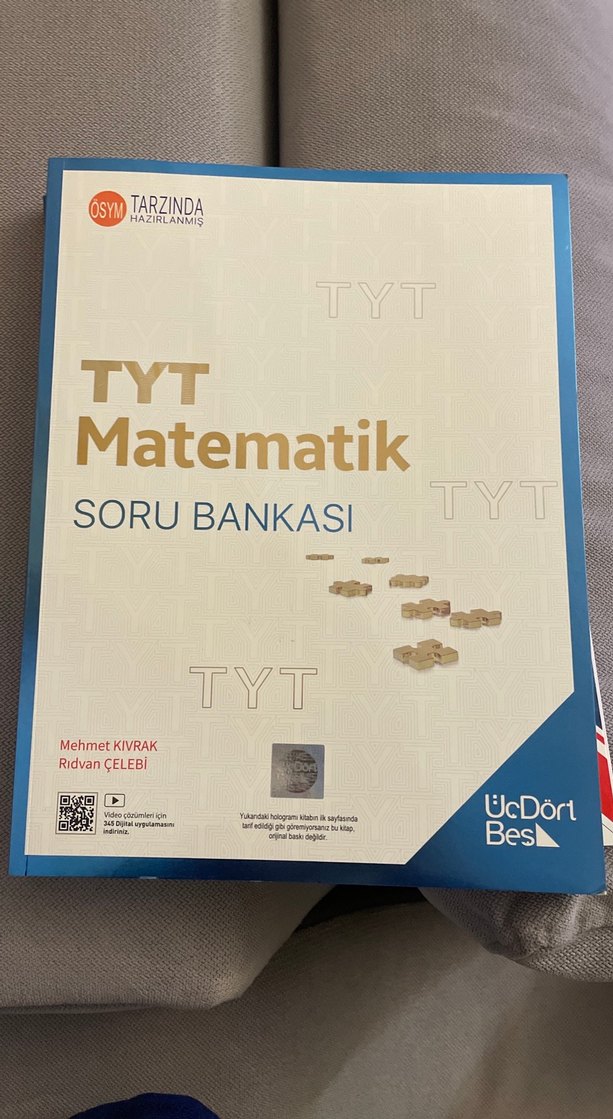 ÖSYM TARZINDA
HAZIRLANMIŞ
TYT
TYT
Matematik
TYT
SORU BANKASI
TYT
Mehmet KIVRAK
Rıdvan ÇELEBİ
Video çözümleri için
345 Dijital uygulamasını
indiriniz.
Yukarıdaki hologramı kitabın ilk sayfasında
tarif edildiği gibi göremiyorsanız bu kitap,
orijinal baskı değildir.
ÜçDört
Beş